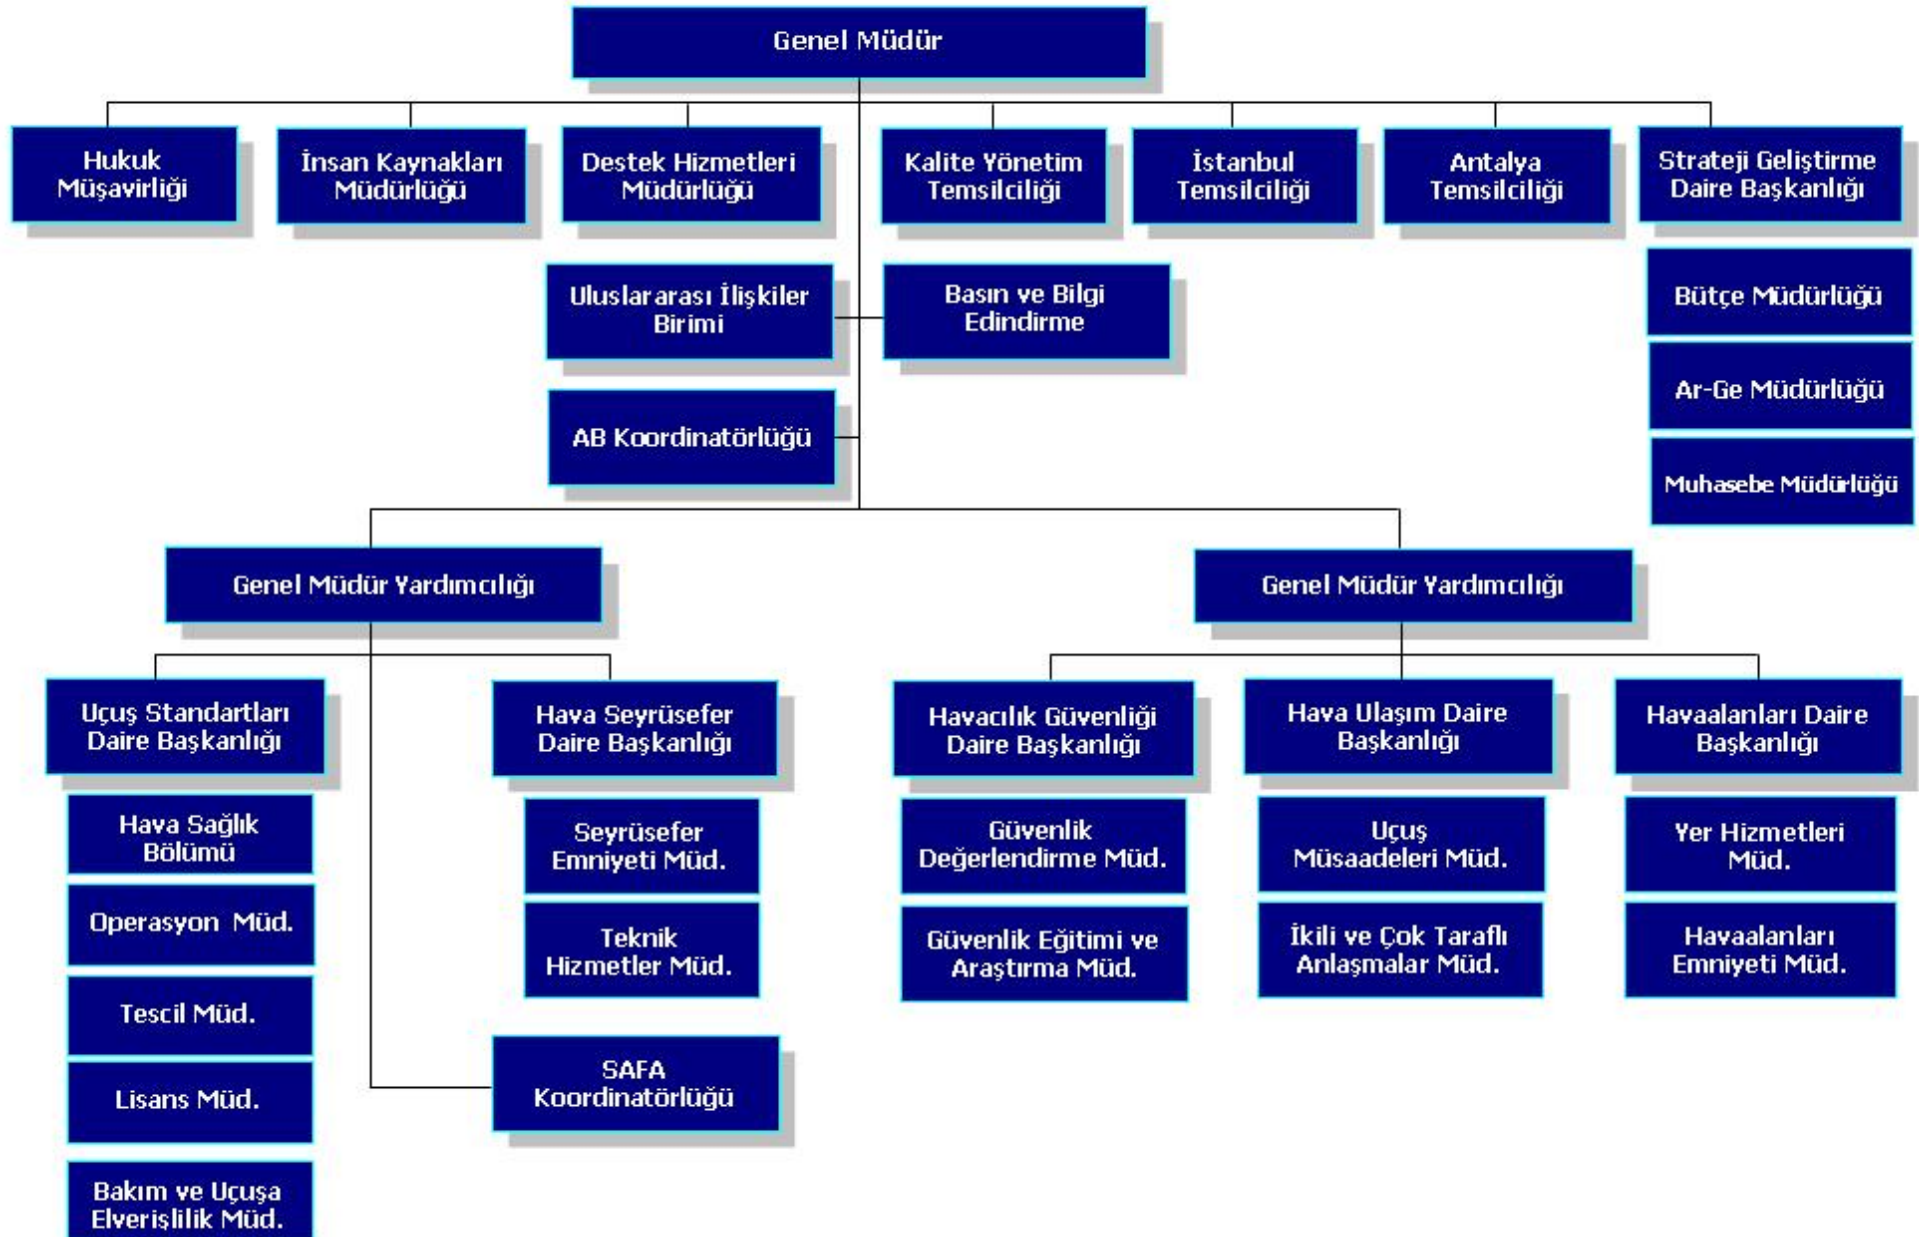 Genel Müdür
Hukuk
Müşavirliği
İnsan Kaynakları
Müdürlüğü
Destek Hizmetleri
Müdürlüğü
Kalite Yönetim
Temsilciliği
İstanbul
Temsilciliği
Antalya
Temsilciliği
Strateji Geliştirme
Daire Başkanlığı
Uluslararası İlişkiler
Birimi
Basın ve Bilgi
Edindirme
Bütçe Müdürlüğü
AB Koordinatörlüğü
Ar-Ge Müdürlüğü
Muhasebe Müdürlüğü
Genel Müdür Yardımcılığı
Genel Müdür Yardımcılığı
Uçuş Standartları
Daire Başkanlığı
Hava Seyrüsefer
Daire Başkanlığı
Havacılık Güvenliği
Daire Başkanlığı
Hava Ulaşım Daire
Başkanlığı
Havaalanları Daire
Başkanlığı
Hava Sağlık
Bölümü
Seyrüsefer
Emniyeti Müd.
Güvenlik
Değerlendirme Müd.
Uçuş
Müsaadeleri Müd.
Yer Hizmetleri
Müd.
Operasyon  Müd.
Teknik
Hizmetler Müd.
Güvenlik Eğitimi ve
Araştırma Müd.
İkili ve Çok Taraflı
Anlaşmalar Müd.
Havaalanları
Emniyeti Müd.
Tescil Müd.
Lisans Müd.
SAFA
Koordinatörlüğü
Bakım ve Uçuşa
Elverişlilik Müd.